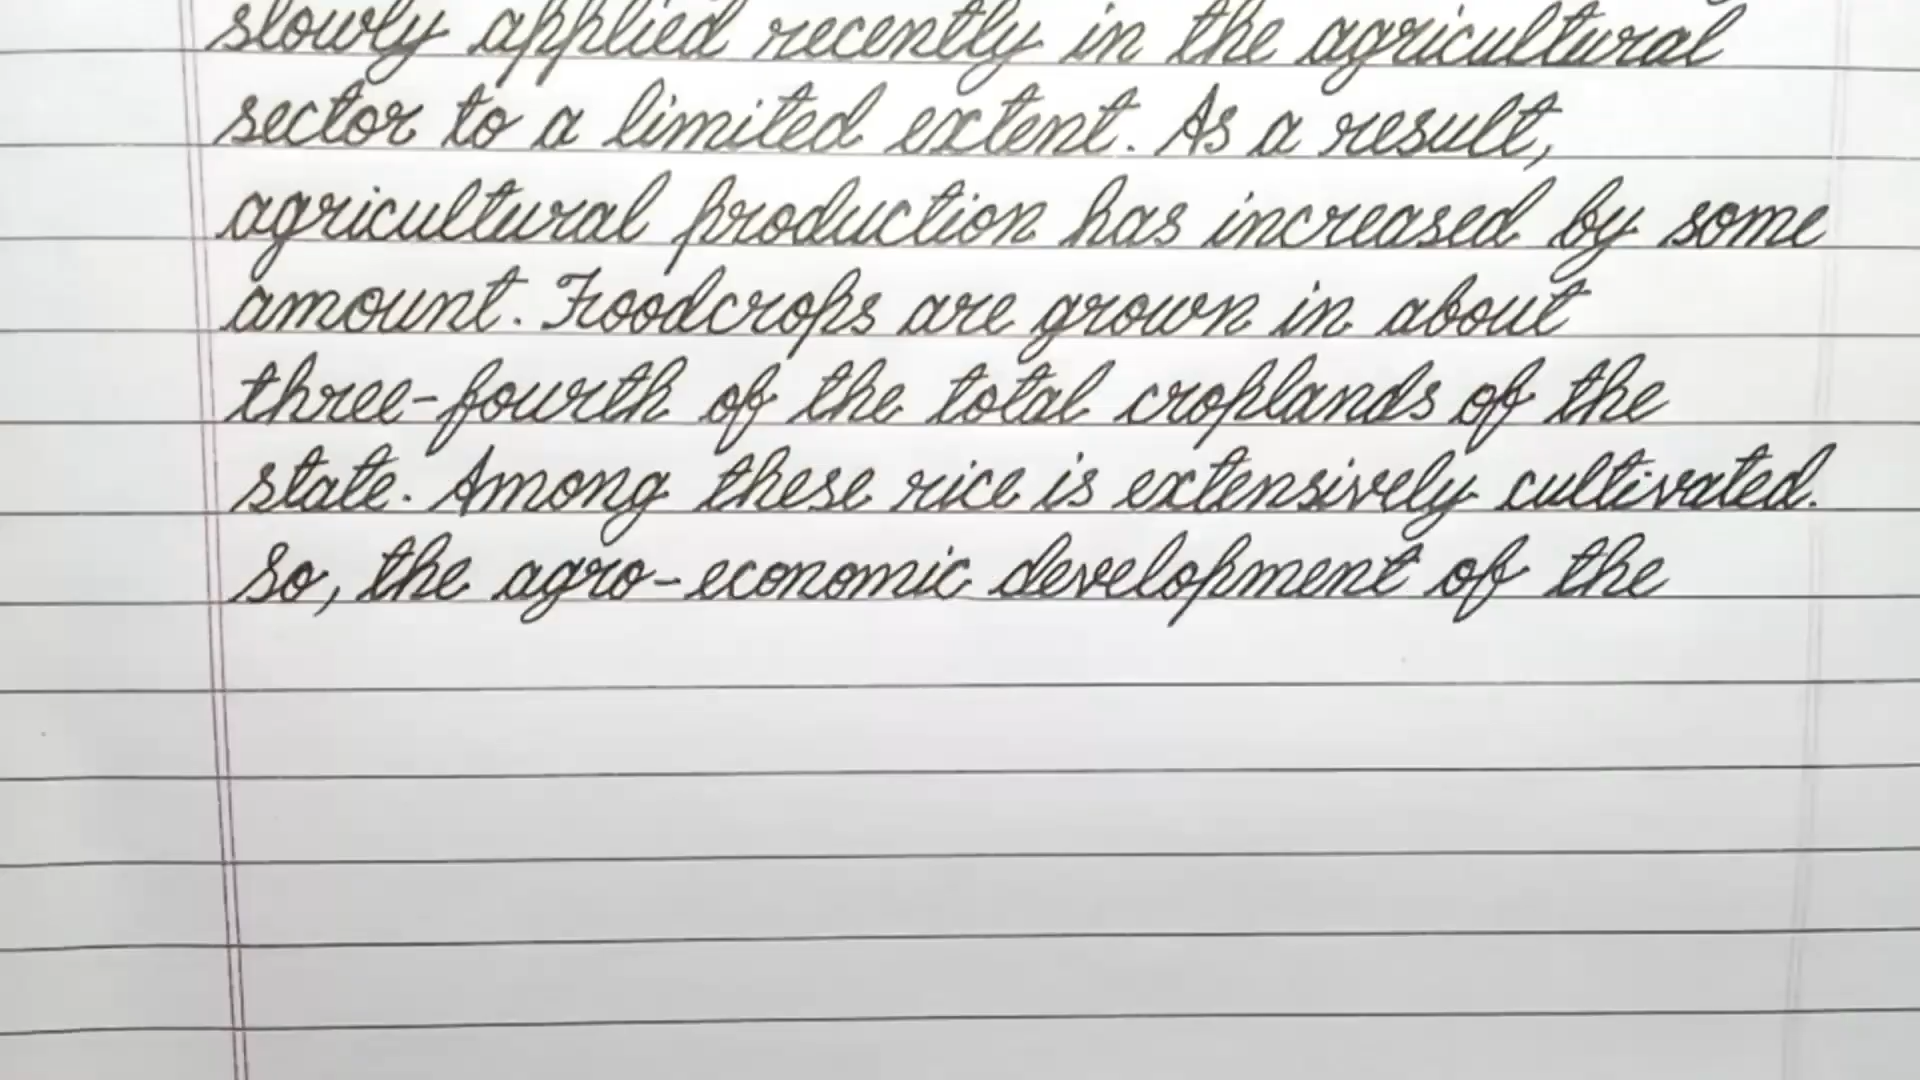 slowly applied recently in the agricultural
sector to a limited extent. As a result,
agricultural production has increased by some
amount. Foodcrops are grown in about
three-fourth of the total croplands of the
state. Among these rice is extensively cultivated.
So, the agro-economic development of the